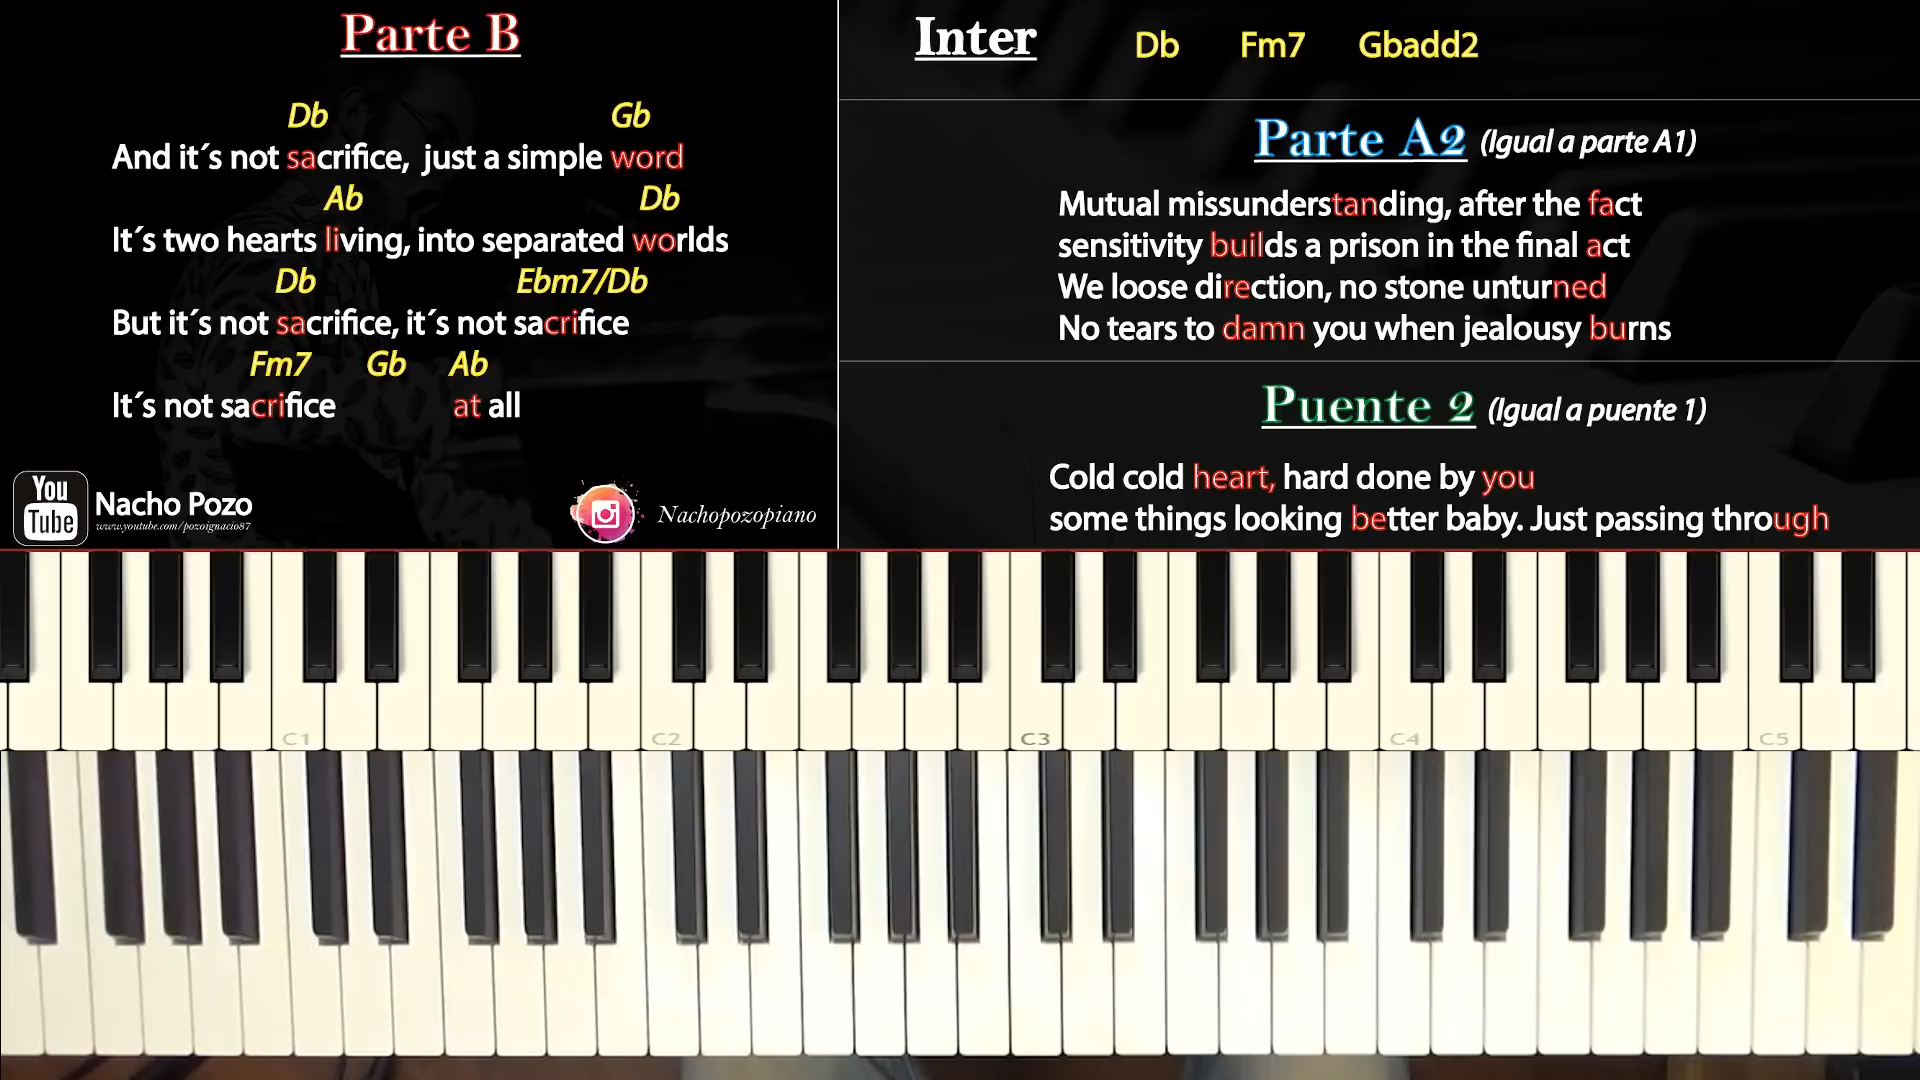 Parte B
Db Gb
And it´s not sacrifice, just a simple word
Ab Db
It´s two hearts living, into separated worlds
Db Ebm7/Db
But it´s not sacrifice, it´s not sacrifice
Fm7 Gb Ab
It´s not sacrifice at all
You Tube
Nacho Pozo
www.youtube.com/pozoignacio87
Nachopozopiano
Inter Db Fm7 Gbadd2
Parte A2 (Igual a parte A1)
Mutual missunderstanding, after the fact
sensitivity builds a prison in the final act
We loose direction, no stone unturned
No tears to damn you when jealousy burns
Puente 2 (Igual a puente 1)
Cold cold heart, hard done by you
some things looking better baby. Just passing through
C1 C2 C3 C4 C5